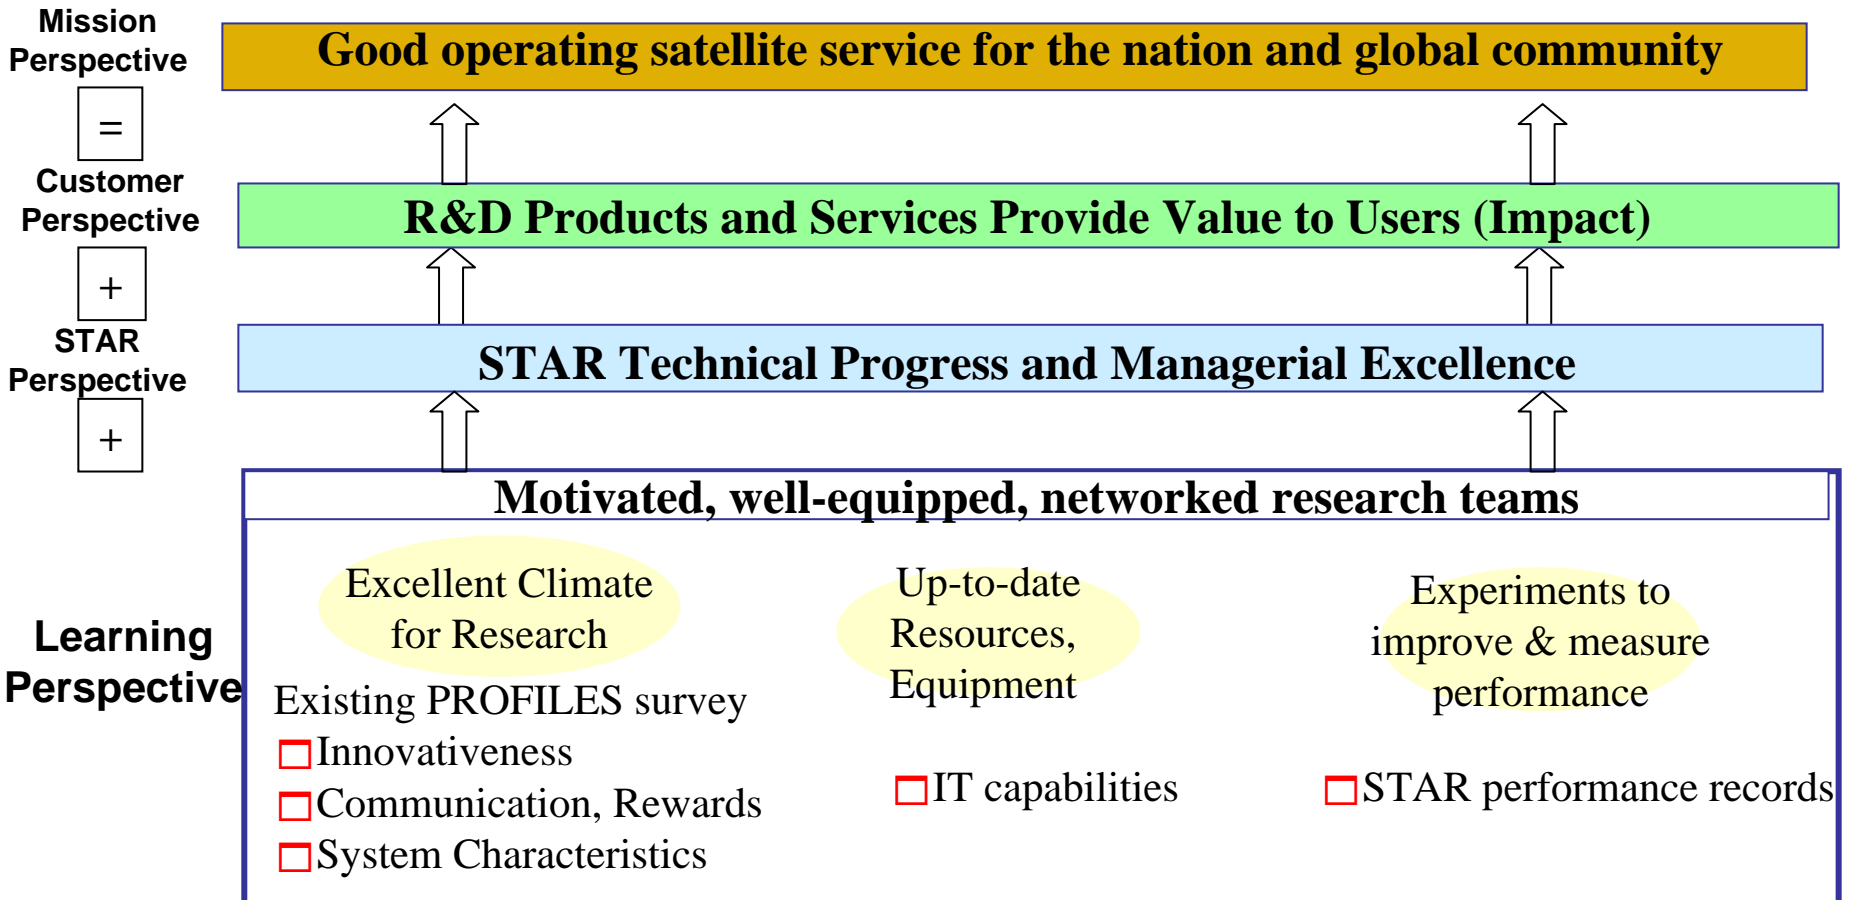 Mission
Perspective
Good operating satellite service for the nation and global community
=
Customer
Perspective
R&D Products and Services Provide Value to Users (Impact)
+
STAR
Perspective
STAR Technical Progress and Managerial Excellence
+
Motivated, well-equipped, networked research teams
Learning
Perspective
Excellent Climate
for Research
Existing PROFILES survey
Innovativeness
Communication, Rewards
System Characteristics
Up-to-date
Resources,
Equipment
IT capabilities
Experiments to
improve & measure
performance
STAR performance records